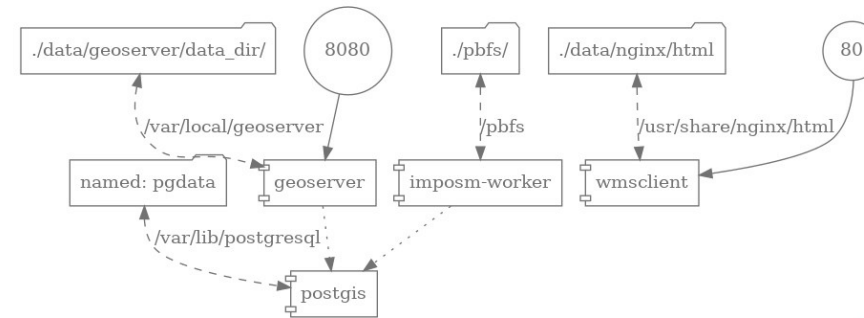 ./data/geoserver/data_dir/
8080
./pbfs/
./data/nginx/html
80
/var/local/geoserver
/pbfs
/usr/share/nginx/html
named: pgdata
geoserver
imposm-worker
wmsclient
/var/lib/postgresql
postgis